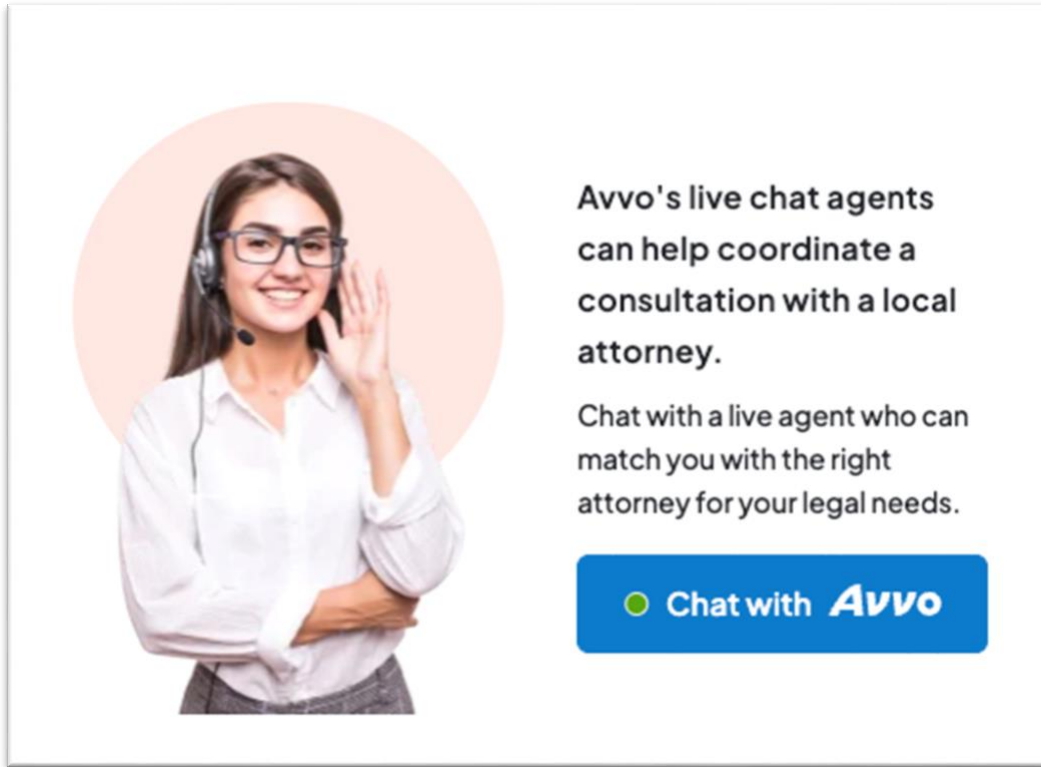 Avvo's live chat agents
can help coordinate a
consultation with a local
attorney.
Chat with a live agent who can
match you with the right
attorney for your legal needs.
Chat with Avvo